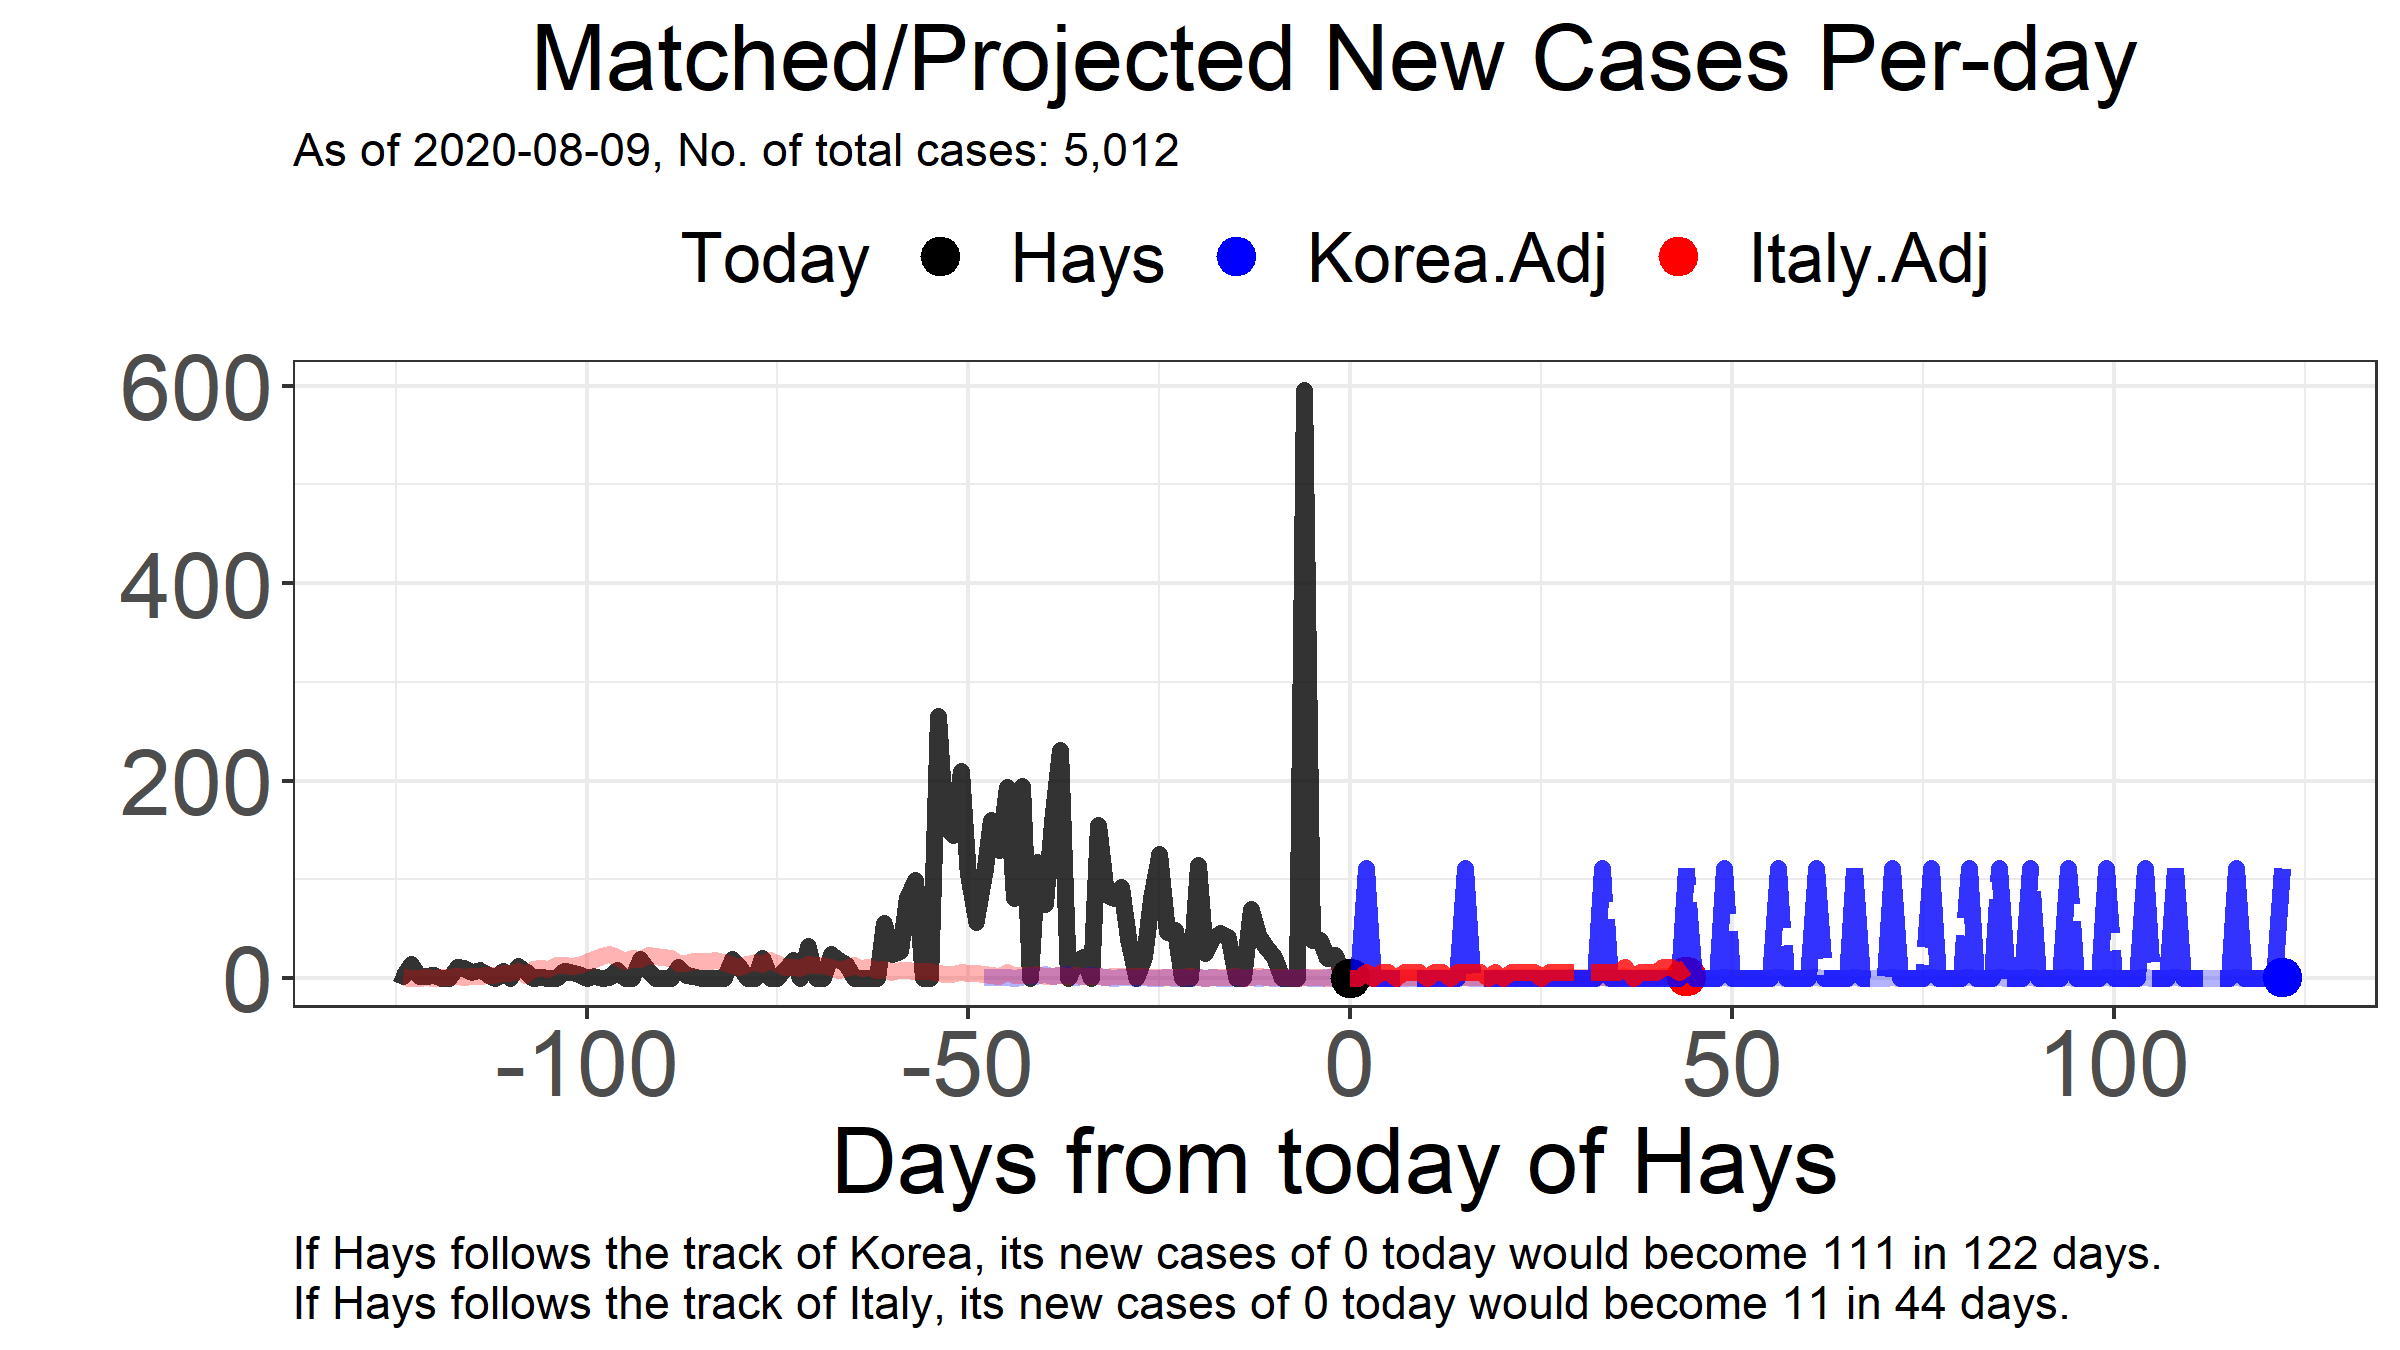 Matched/Projected New Cases Per-day
As of 2020-08-09, No. of total cases: 5,012
Today Hays Korea.Adj Italy.Adj
600
400
200
0
-100 -50 0 50 100
Days from today of Hays
If Hays follows the track of Korea, its new cases of 0 today would become 111 in 122 days.
If Hays follows the track of Italy, its new cases of 0 today would become 11 in 44 days.